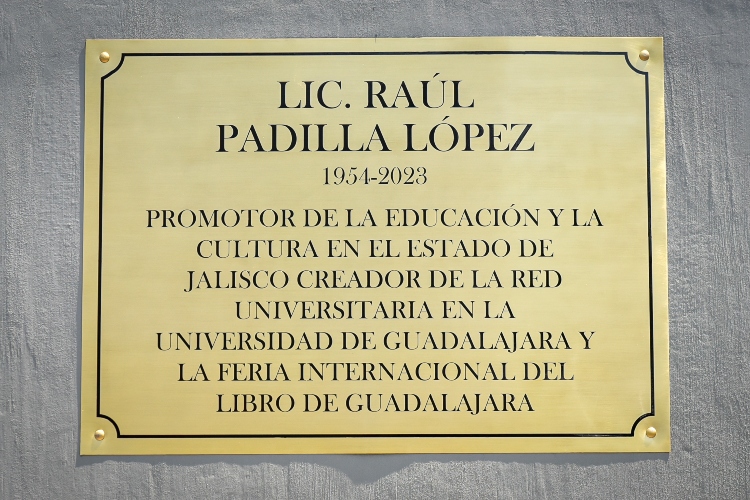 LIC. RAÚL
PADILLA LÓPEZ
1954-2023
PROMOTOR DE LA EDUCACIÓN Y LA
CULTURA EN EL ESTADO DE
JALISCO CREADOR DE LA RED
UNIVERSITARIA EN LA
UNIVERSIDAD DE GUADALAJARA Y
LA FERIA INTERNACIONAL DEL
LIBRO DE GUADALAJARA